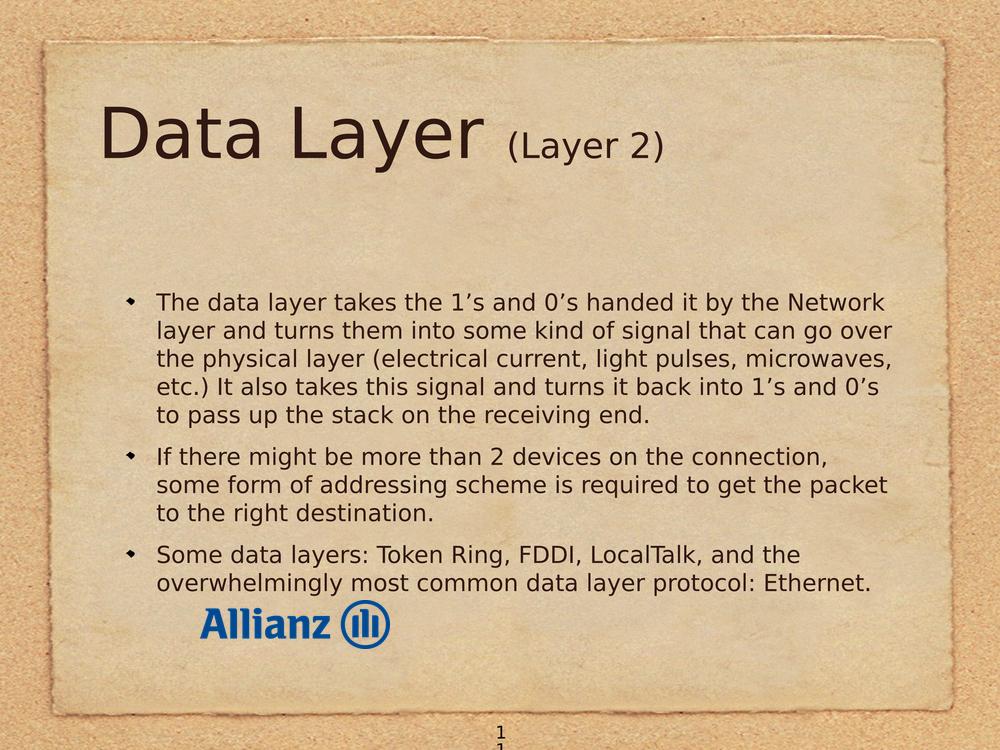 Data Layer (Layer 2)
The data layer takes the 1’s and 0’s handed it by the Network
layer and turns them into some kind of signal that can go over
the physical layer (electrical current, light pulses, microwaves,
etc.) It also takes this signal and turns it back into 1’s and 0’s
to pass up the stack on the receiving end.
If there might be more than 2 devices on the connection,
some form of addressing scheme is required to get the packet
to the right destination.
Some data layers: Token Ring, FDDI, LocalTalk, and the
overwhelmingly most common data layer protocol: Ethernet.
Allianz
1
1